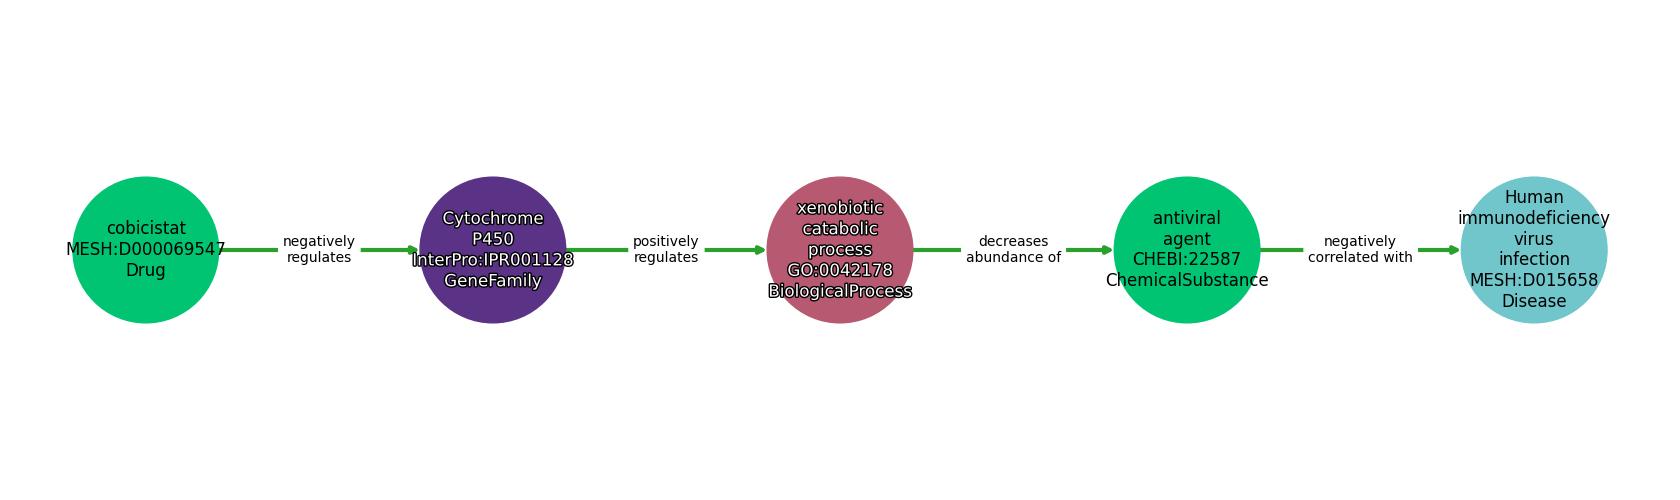 cobicistat
MESH:D000069547
Drug
negatively
regulates
Cytochrome
P450
InterPro:IPR001128
GeneFamily
positively
regulates
xenobiotic
catabolic
process
GO:0042178
BiologicalProcess
decreases
abundance of
antiviral
agent
CHEBI:22587
ChemicalSubstance
negatively
correlated with
Human
immunodeficiency
virus
infection
MESH:D015658
Disease